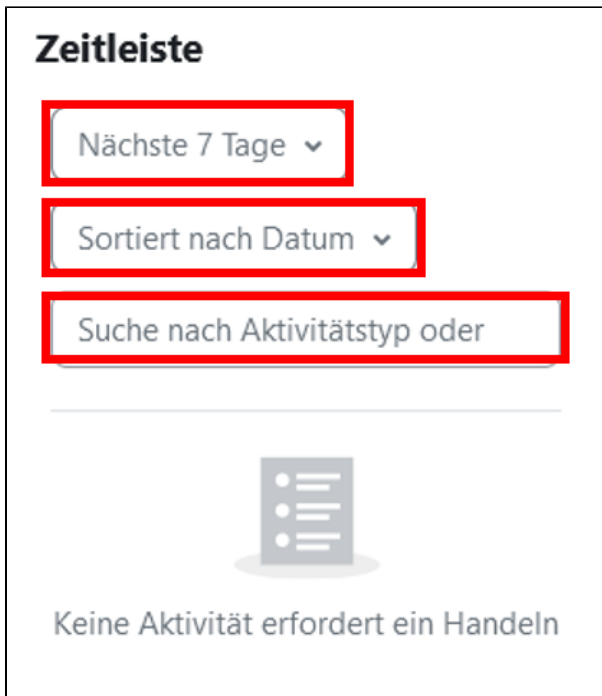 Zeitleiste
Nächste 7 Tage
Sortiert nach Datum
Suche nach Aktivitätstyp oder
Keine Aktivität erfordert ein Handeln